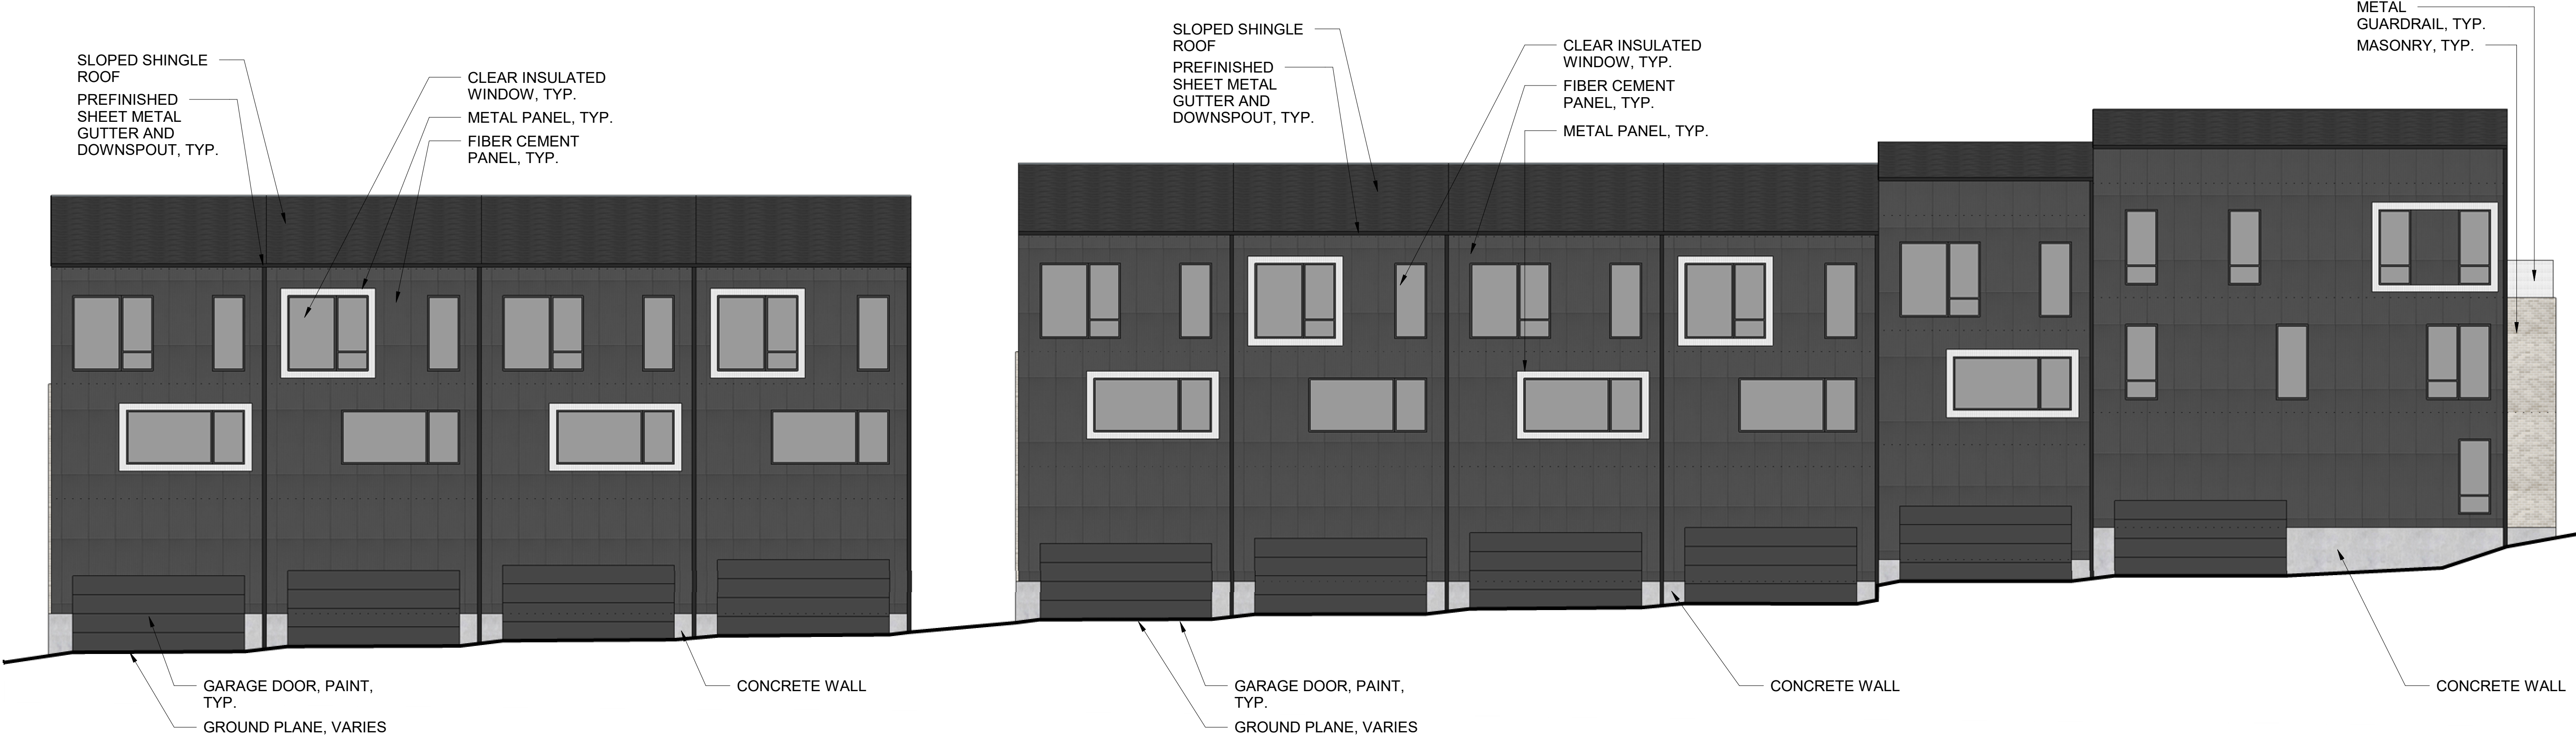 SLOPED SHINGLE
ROOF
PREFINISHED
SHEET METAL
GUTTER AND
DOWNSPOUT, TYP.
CLEAR INSULATED
WINDOW, TYP.
METAL PANEL, TYP.
FIBER CEMENT
PANEL, TYP.
SLOPED SHINGLE
ROOF
PREFINISHED
SHEET METAL
GUTTER AND
DOWNSPOUT, TYP.
CLEAR INSULATED
WINDOW, TYP.
FIBER CEMENT
PANEL, TYP.
METAL PANEL, TYP.
METAL
GUARDRAIL, TYP.
MASONRY, TYP.
GARAGE DOOR, PAINT,
TYP.
GROUND PLANE, VARIES
CONCRETE WALL
GARAGE DOOR, PAINT,
TYP.
GROUND PLANE, VARIES
CONCRETE WALL
CONCRETE WALL